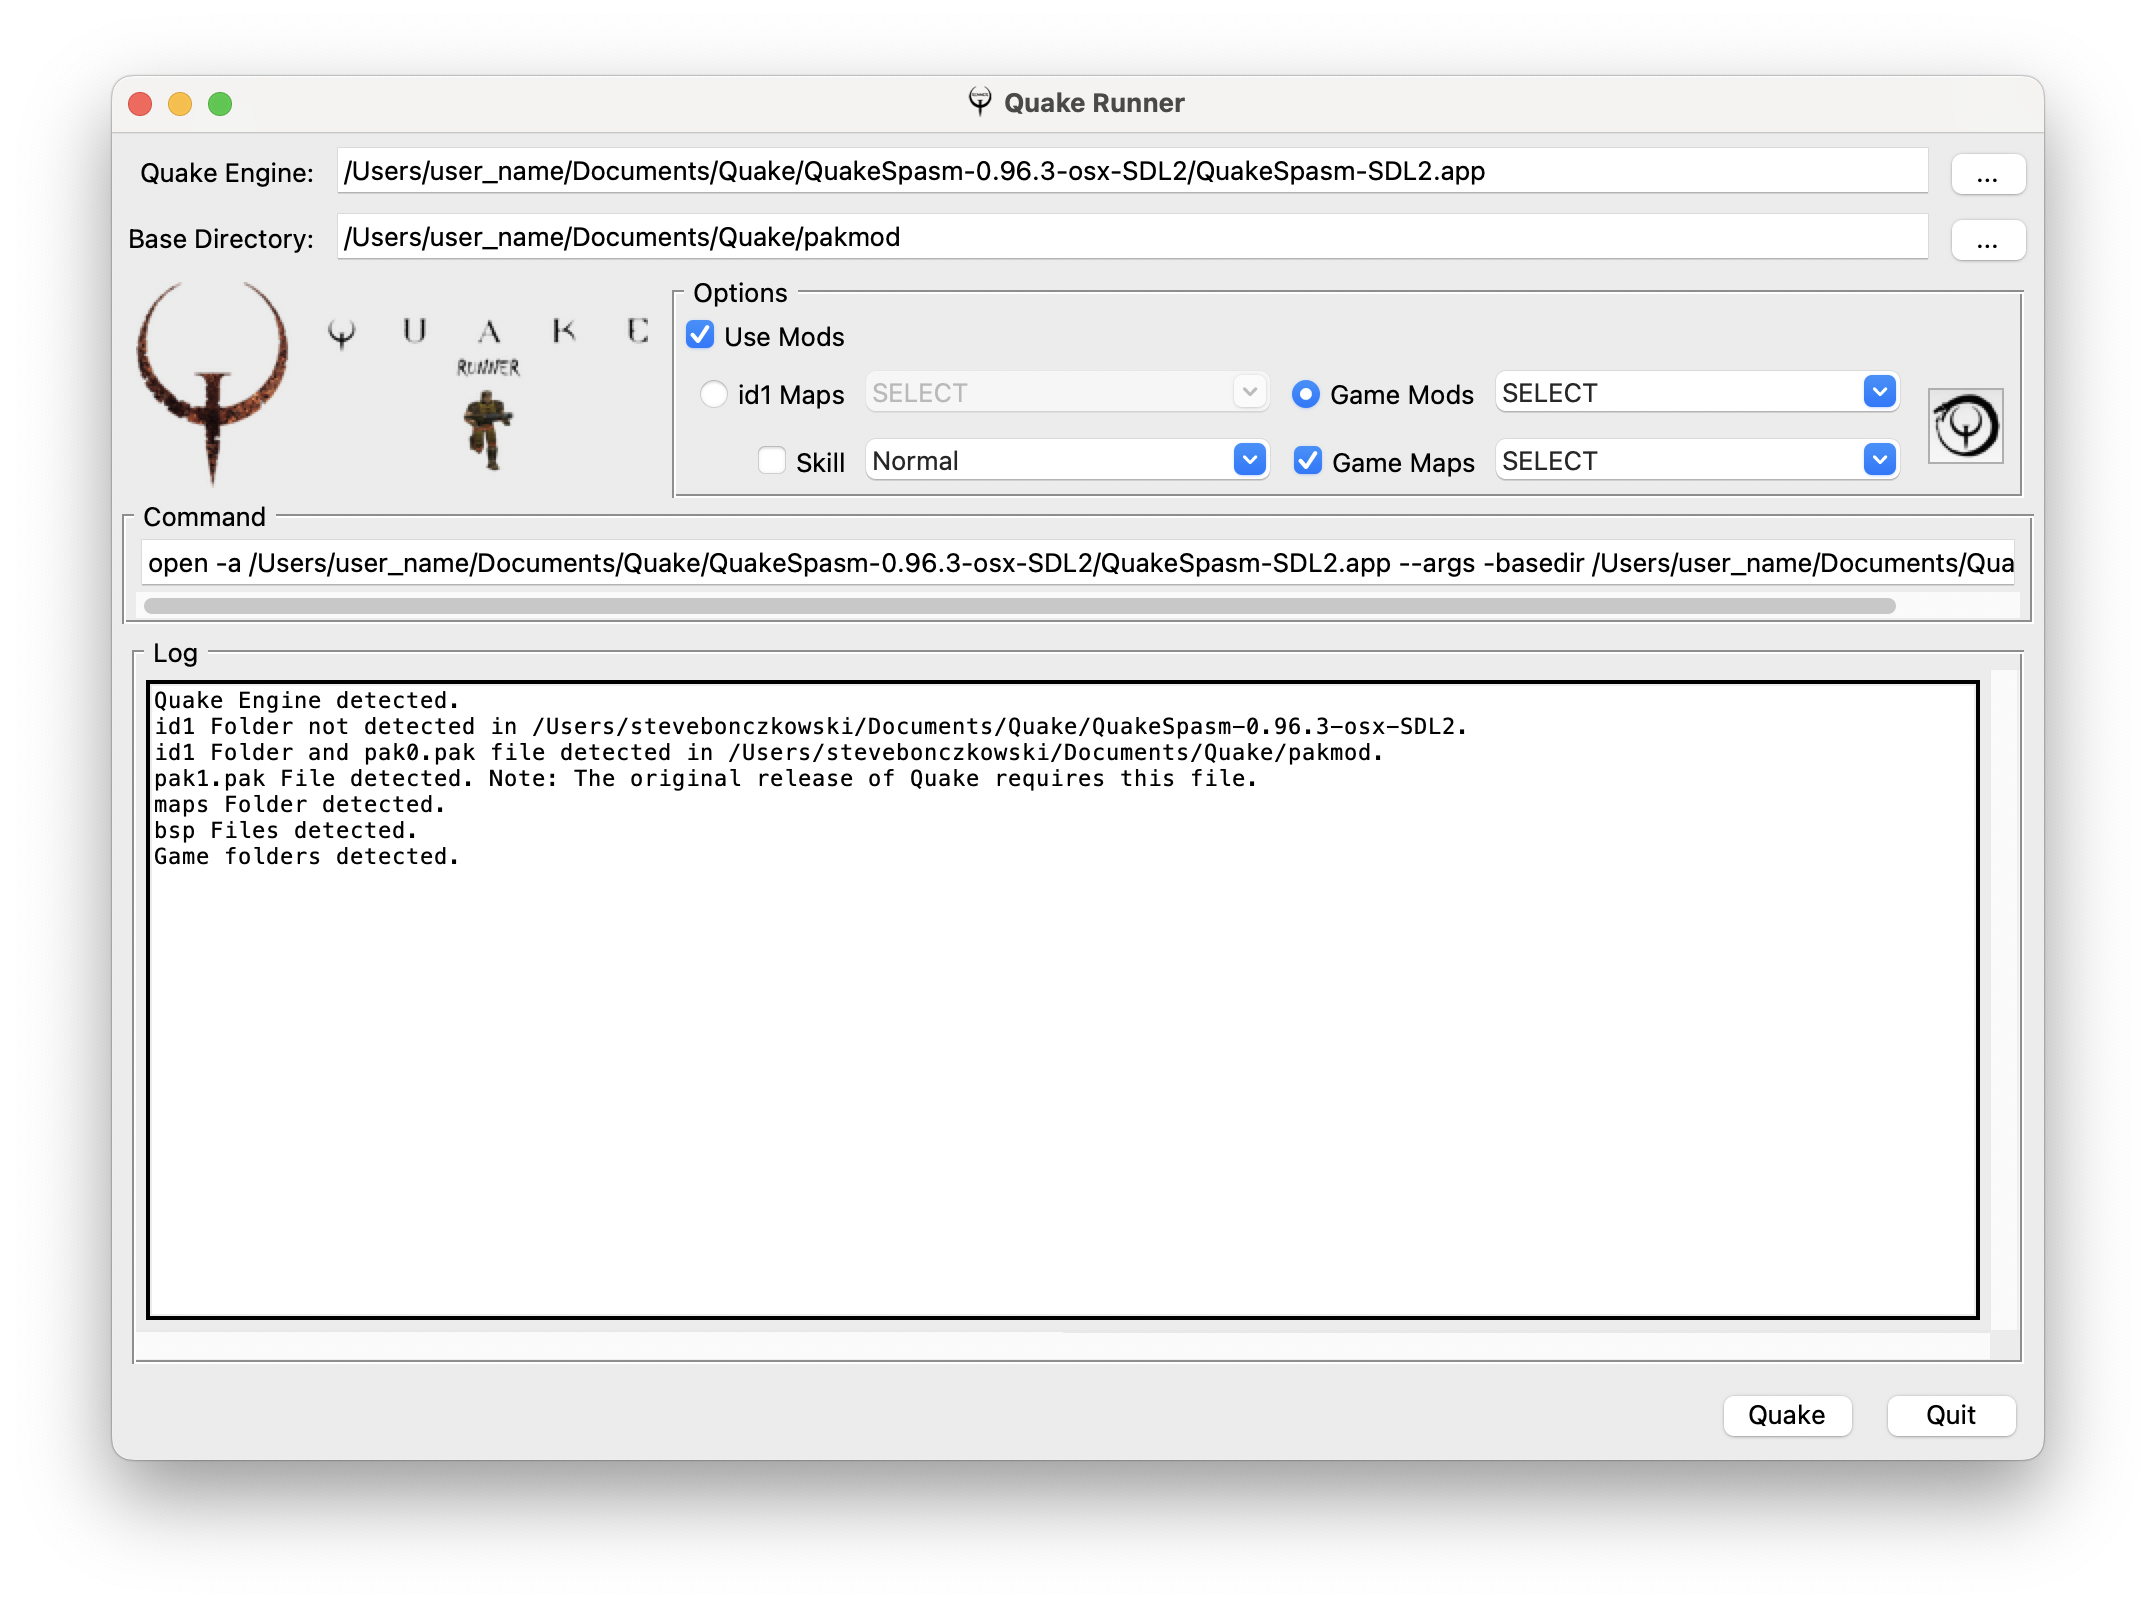 Quake Runner
Quake Engine: /Users/user_name/Documents/Quake/QuakeSpasm-0.96.3-osx-SDL2/QuakeSpasm-SDL2.app ...
Base Directory: /Users/user_name/Documents/Quake/pakmod ...
QUAKE
RUNNER
Options
Use Mods
id1 Maps SELECT Game Mods SELECT
Skill Normal Game Maps SELECT
Command
open -a /Users/user_name/Documents/Quake/QuakeSpasm-0.96.3-osx-SDL2/QuakeSpasm-SDL2.app --args -basedir /Users/user_name/Documents/Qua
Log
Quake Engine detected.
id1 Folder not detected in /Users/stevebonczkowski/Documents/Quake/QuakeSpasm-0.96.3-osx-SDL2.
id1 Folder and pak0.pak file detected in /Users/stevebonczkowski/Documents/Quake/pakmod.
pak1.pak File detected. Note: The original release of Quake requires this file.
maps Folder detected.
bsp Files detected.
Game folders detected.
Quake Quit